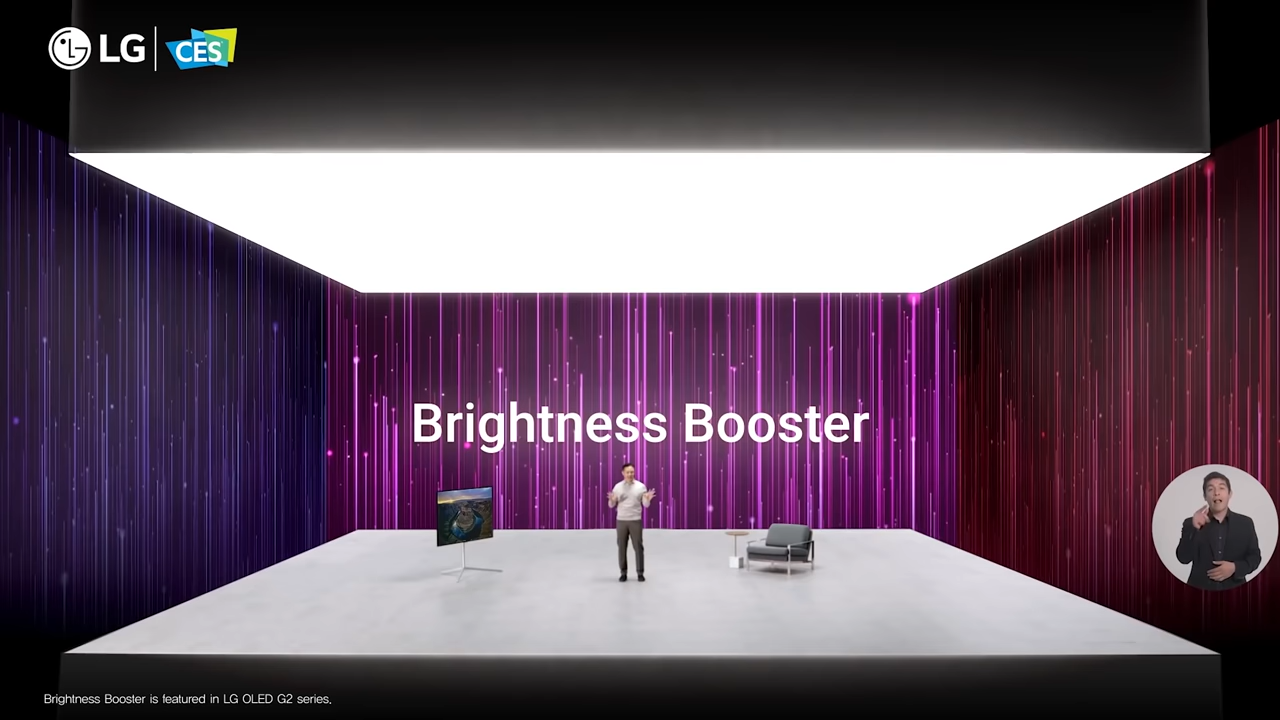 LG
CES
Brightness Booster
Brightness Booster is featured in LG OLED G2 series.